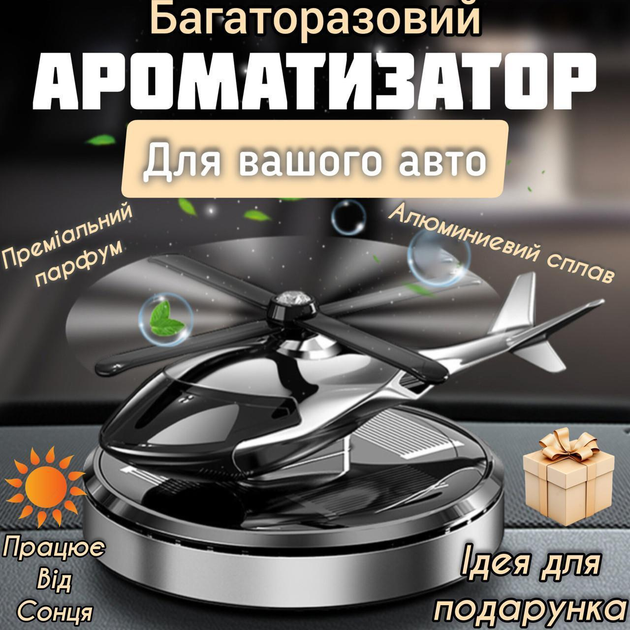 Багаторазовий
АРОМАТИЗАТОР
Для вашого авто
Преміальний
парфум
Алюминиевий сплав
Працює
Від
Сонця
Ідея для
подарунка